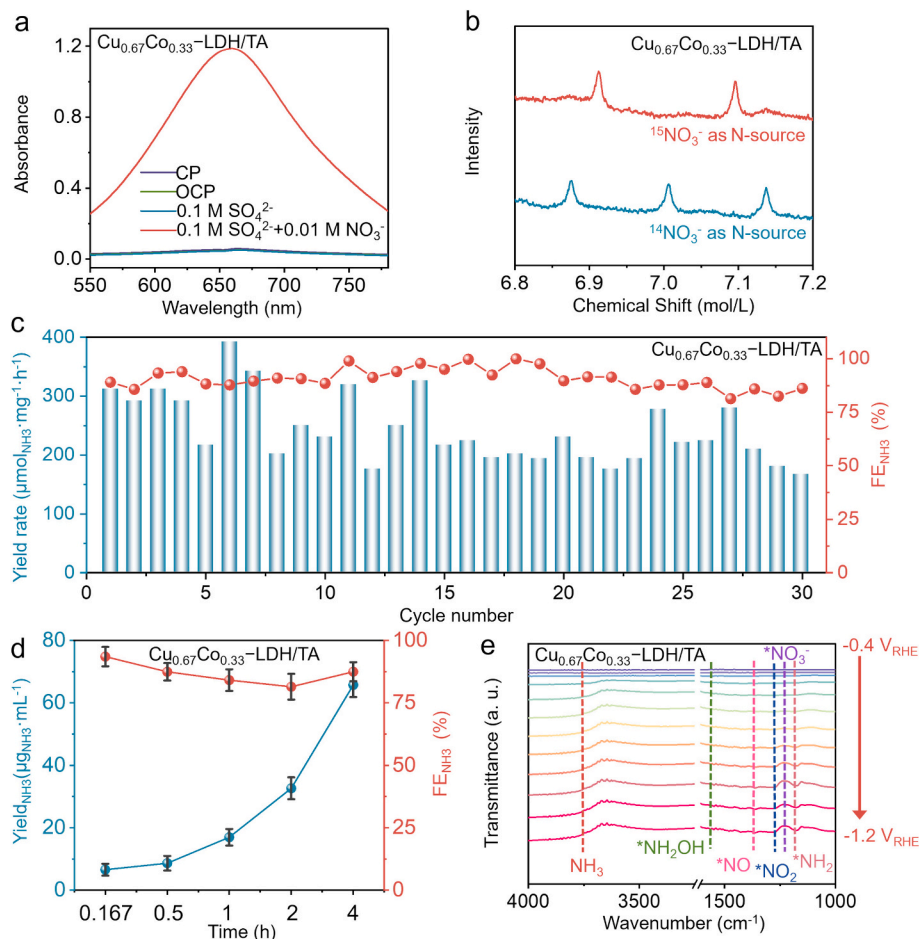 a
Cu0.67Co0.33−LDH/TA
1.2
0.8
0.4
0.0
Absorbance
CP
OCP
0.1 M SO₄²⁻
0.1 M SO₄²⁻+0.01 M NO₃⁻
550 600 650 700 750
Wavelength (nm)
b
Cu0.67Co0.33−LDH/TA
Intensity
¹⁵NO₃⁻ as N-source
¹⁴NO₃⁻ as N-source
6.8 6.9 7.0 7.1 7.2
Chemical Shift (mol/L)
c
Cu0.67Co0.33−LDH/TA
400
300
200
100
0
Yield rate (μmolNH3·mg⁻¹·h⁻¹)
100
75
50
25
0
FENH3 (%)
0 5 10 15 20 25 30
Cycle number
d
Cu0.67Co0.33−LDH/TA
80
60
40
20
0
YieldNH3(μgNH3·mL⁻¹)
100
75
50
25
0
FENH3 (%)
0.167 0.5 1 2 4
Time (h)
e
Cu0.67Co0.33−LDH/TA
*NO₃⁻
-0.4 VRHE
Transmittance (a. u.)
-1.2 VRHE
NH₃
*NH₂OH
*NO
*NO₂
*NH₂
4000 3500 1500 1000
Wavenumber (cm⁻¹)